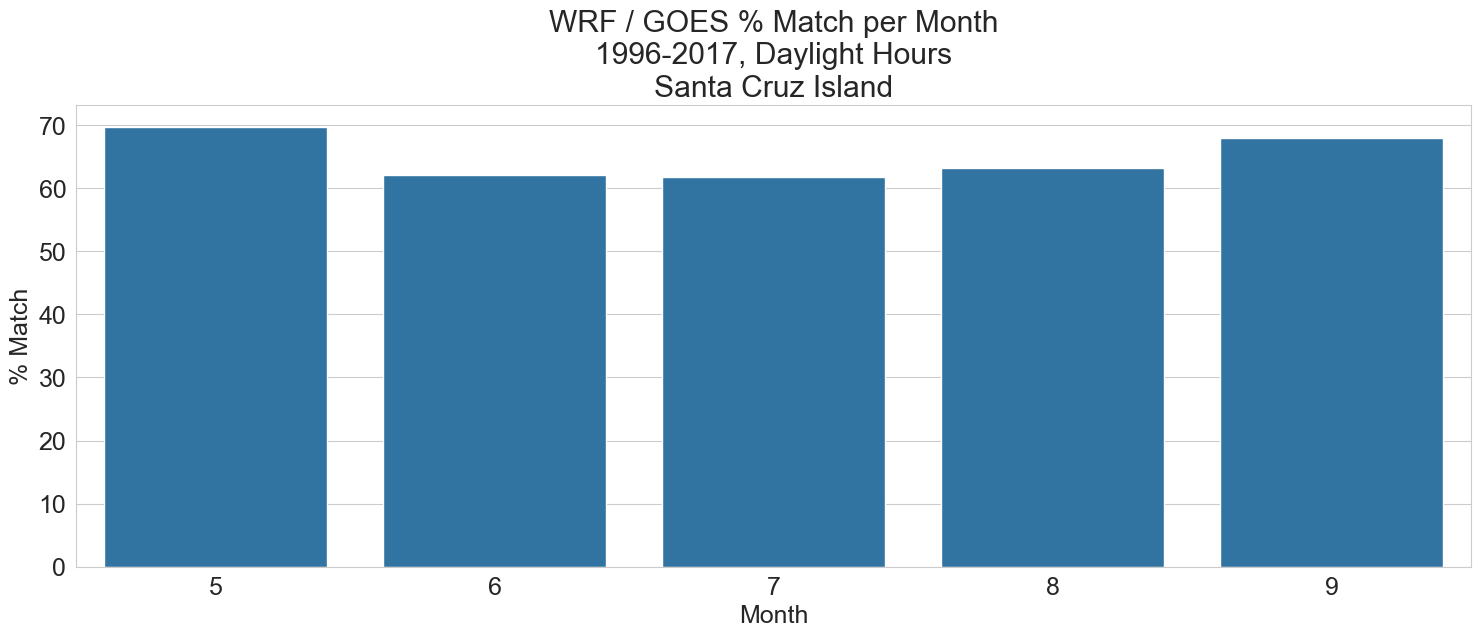 WRF / GOES % Match per Month
1996-2017, Daylight Hours
Santa Cruz Island
70
60
50
40
30
20
10
0
% Match
5 6 7 8 9
Month